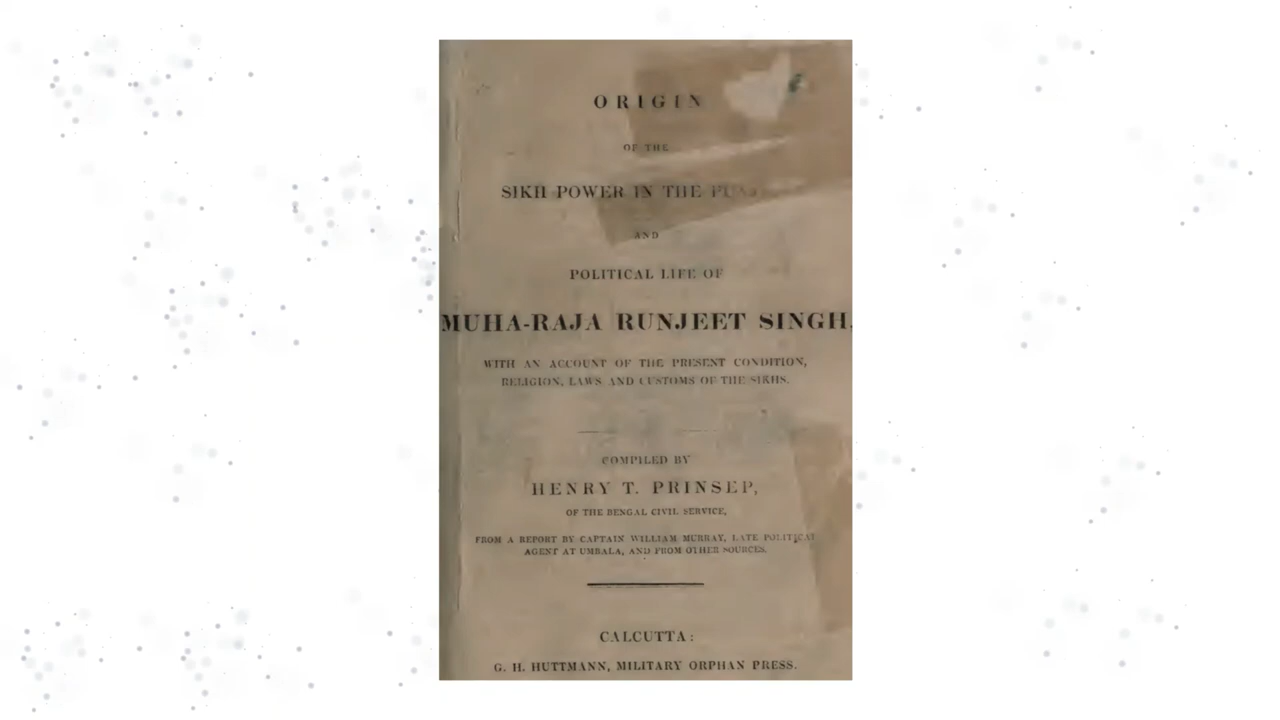 ORIGIN
OF THE
SIKH POWER IN THE
AND
POLITICAL LIFE OF
MUHA-RAJA RUNJEET SINGH,
WITH AN ACCOUNT OF THE PRESENT CONDITION,
RELIGION, LAWS AND CUSTOMS OF THE SIKHS.
COMPILED BY
HENRY T. PRINSEP,
OF THE BENGAL CIVIL SERVICE,
FROM A REPORT BY CAPTAIN WILLIAM MURRAY, LATE POLITICAL
AGENT AT UMBALA, AND FROM OTHER SOURCES.
CALCUTTA:
G. H. HUTTMANN, MILITARY ORPHAN PRESS.